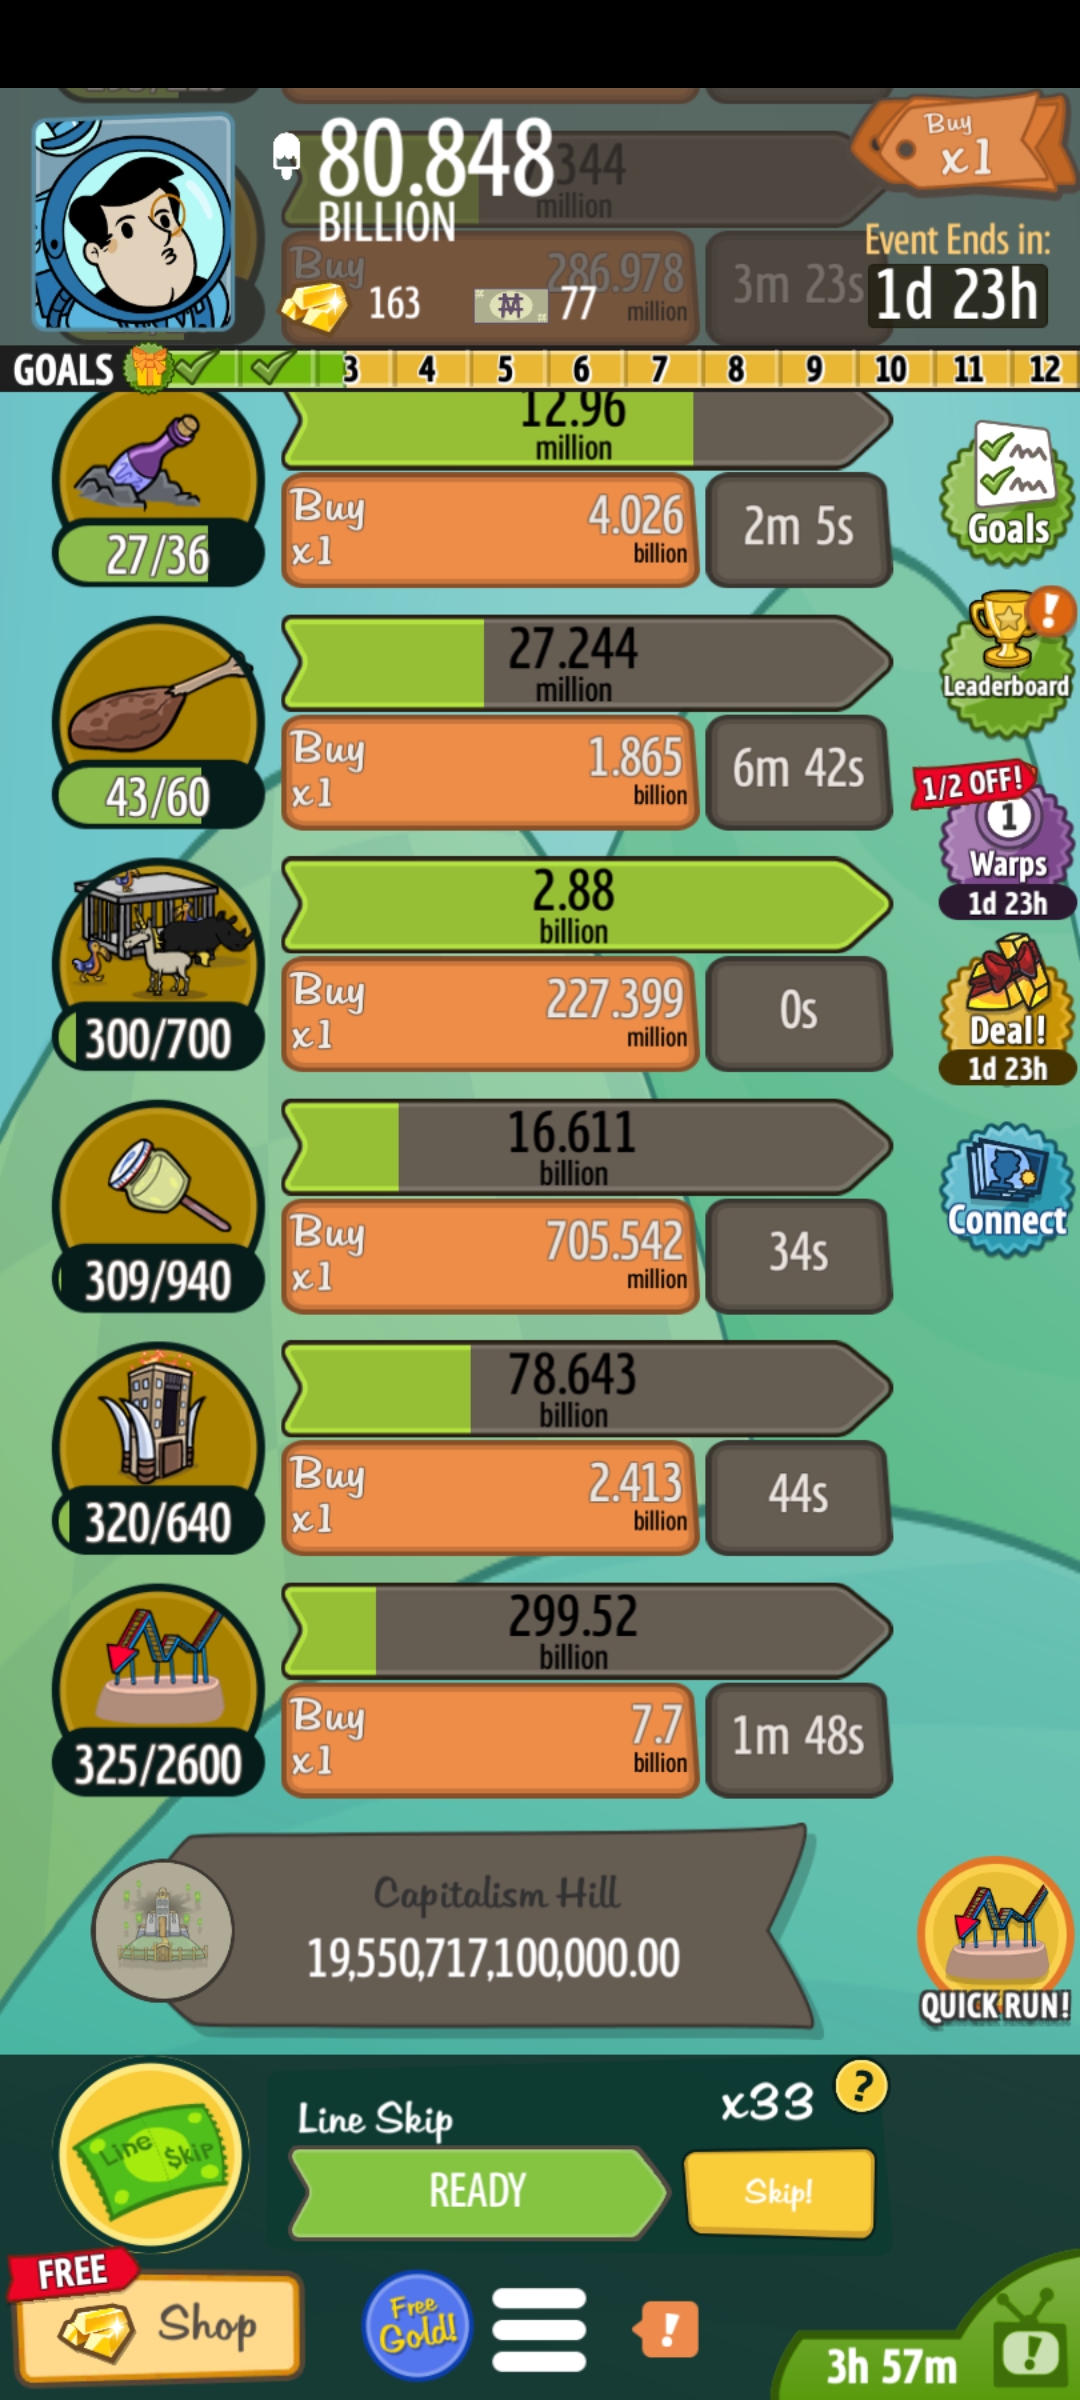 80.848
BILLION
344
million
Buy
x1
Buy
286.978
million
3m 23s
163
77
Event Ends in:
1d 23h
GOALS 3 4 5 6 7 8 9 10 11 12
12.96
million
27/36
Buy
x1
4.026
billion
2m 5s
Goals
27.244
million
43/60
Buy
x1
1.865
billion
6m 42s
!
Leaderboard
1/2 OFF!
1
Warps
1d 23h
2.88
billion
300/700
Buy
x1
227.399
million
0s
Deal!
1d 23h
16.611
billion
309/940
Buy
x1
705.542
million
34s
Connect
78.643
billion
320/640
Buy
x1
2.413
billion
44s
299.52
billion
325/2600
Buy
x1
7.7
billion
1m 48s
Capitalism Hill
19,550,717,100,000.00
QUICK RUN!
Line $kip
Line Skip
x33
?
READY
Skip!
FREE
Shop
Free
Gold!
!
3h 57m
!